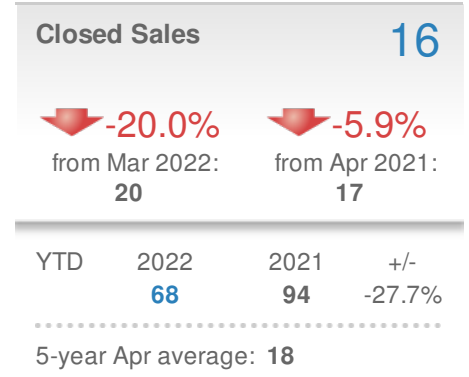 Closed Sales 16
-20.0% -5.9%
from Mar 2022: from Apr 2021:
20 17
YTD 2022 2021 +/-
68 94 -27.7%
5-year Apr average: 18